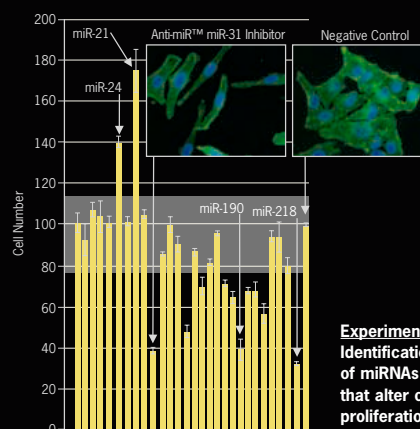 200
180
160
140
120
100
80
60
40
20
0
Cell Number
miR-21
miR-24
Anti-miR™ miR-31 Inhibitor
Negative Control
miR-190
miR-218
Experimen
Identificatio
of miRNAs
that alter c
proliferatio